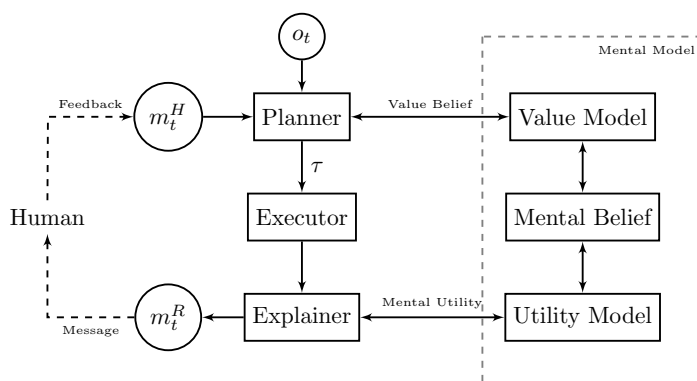 o_t
Mental Model
Feedback
m_t^H
Planner
Value Belief
Value Model
τ
Human
Executor
Mental Belief
Message
m_t^R
Explainer
Mental Utility
Utility Model